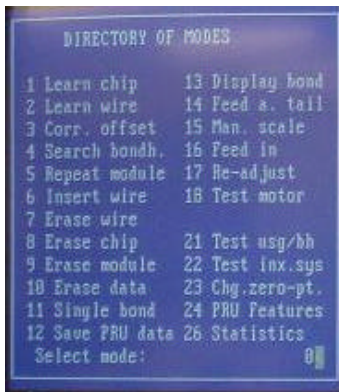 DIRECTORY OF MODES
1 Learn chip 13 Display bond
2 Learn wire 14 Feed a. tail
3 Corr. offset 15 Man. scale
4 Search bondh. 16 Feed in
5 Repeat module 17 Re-adjust
6 Insert wire 18 Test motor
7 Erase wire
8 Erase chip 21 Test usg/bh
9 Erase module 22 Test inx.sys
10 Erase data 23 Chg.zero-pt.
11 Single bond 24 PRU Features
12 Save PRU data 26 Statistics
Select mode: 0